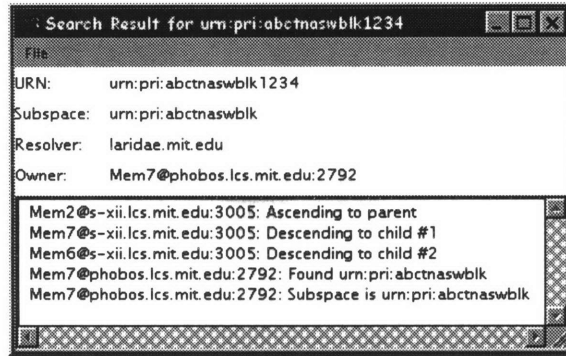 Search Result for urn:pri:abctnaswblk1234
File
URN: urn:pri:abctnaswblk1234
Subspace: urn:pri:abctnaswblk
Resolver: laridae.mit.edu
Owner: Mem7@phobos.lcs.mit.edu:2792
Mem2@s-xii.lcs.mit.edu:3005: Ascending to parent
Mem7@s-xii.lcs.mit.edu:3005: Descending to child #1
Mem6@s-xii.lcs.mit.edu:3005: Descending to child #2
Mem7@phobos.lcs.mit.edu:2792: Found urn:pri:abctnaswblk
Mem7@phobos.lcs.mit.edu:2792: Subspace is urn:pri:abctnaswblk